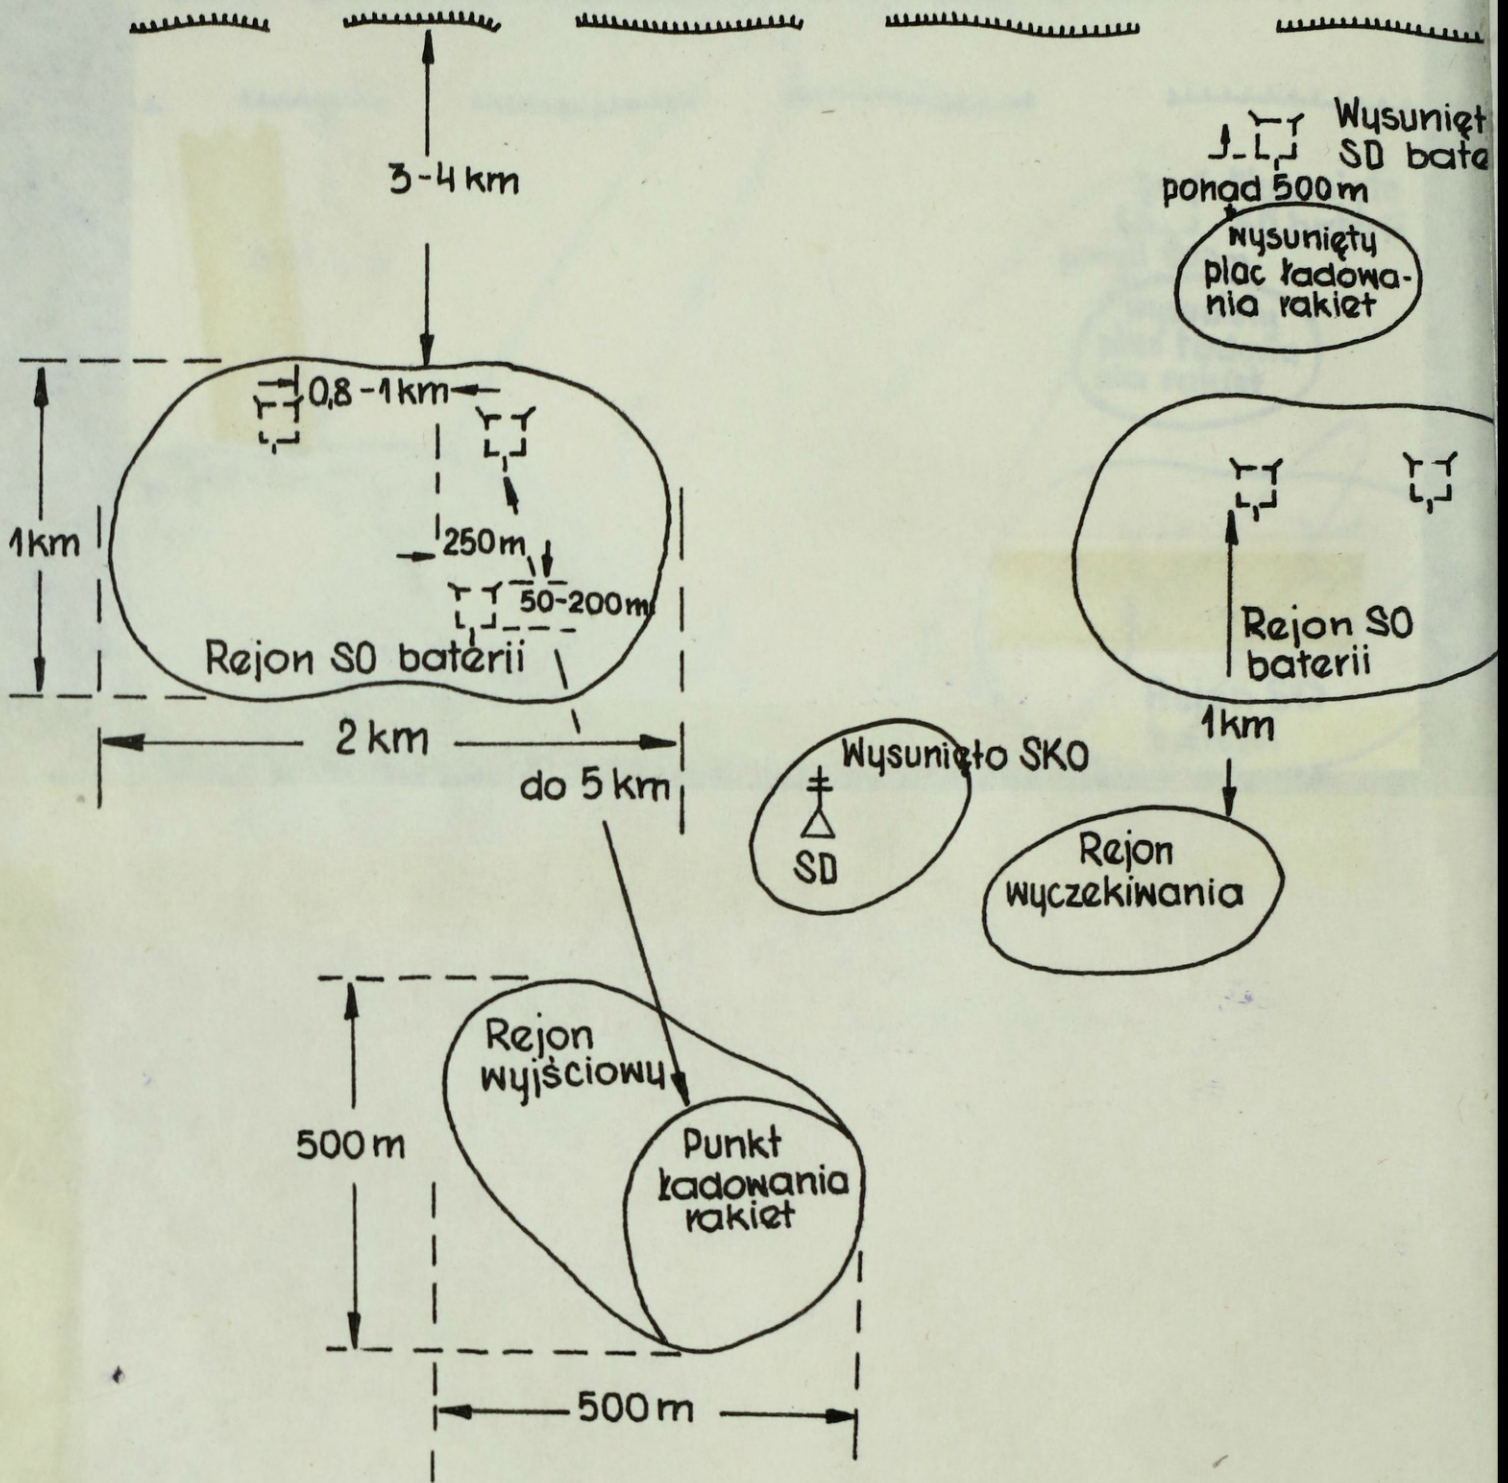 3-4 km
Wysunięt
SD bate
ponad 500 m
wysunięty
plac ładowa-
nia rakiet
0,8-1 km
1 km
250 m
50-200 m
Rejon SO baterii
2 km
do 5 km
Rejon SO
baterii
1 km
Wysunięto SKO
SD
Rejon
wyczekiwania
Rejon
wyjściowy
500 m
Punkt
ładowania
rakiet
500 m